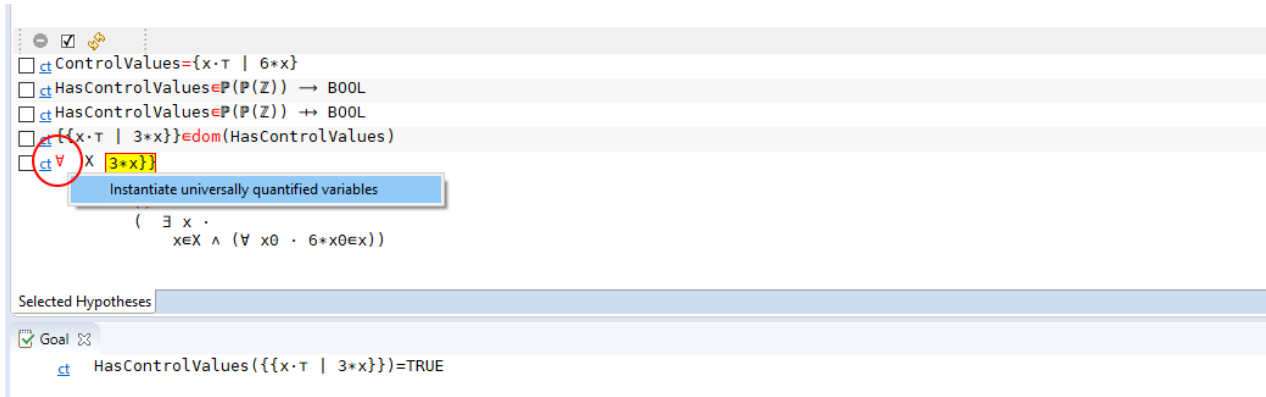 ct ControlValues={x·⊤ | 6∗x}
ct HasControlValues∈ℙ(ℙ(ℤ)) → BOOL
ct HasControlValues∈ℙ(ℙ(ℤ)) ⇸ BOOL
ct {{x·⊤ | 3∗x}}∈dom(HasControlValues)
ct ∀ X 3∗x}}
Instantiate universally quantified variables
( ∃ x ·
x∈X ∧ (∀ x0 · 6∗x0∈x))
Selected Hypotheses
Goal
ct HasControlValues({{x·⊤ | 3∗x}})=TRUE